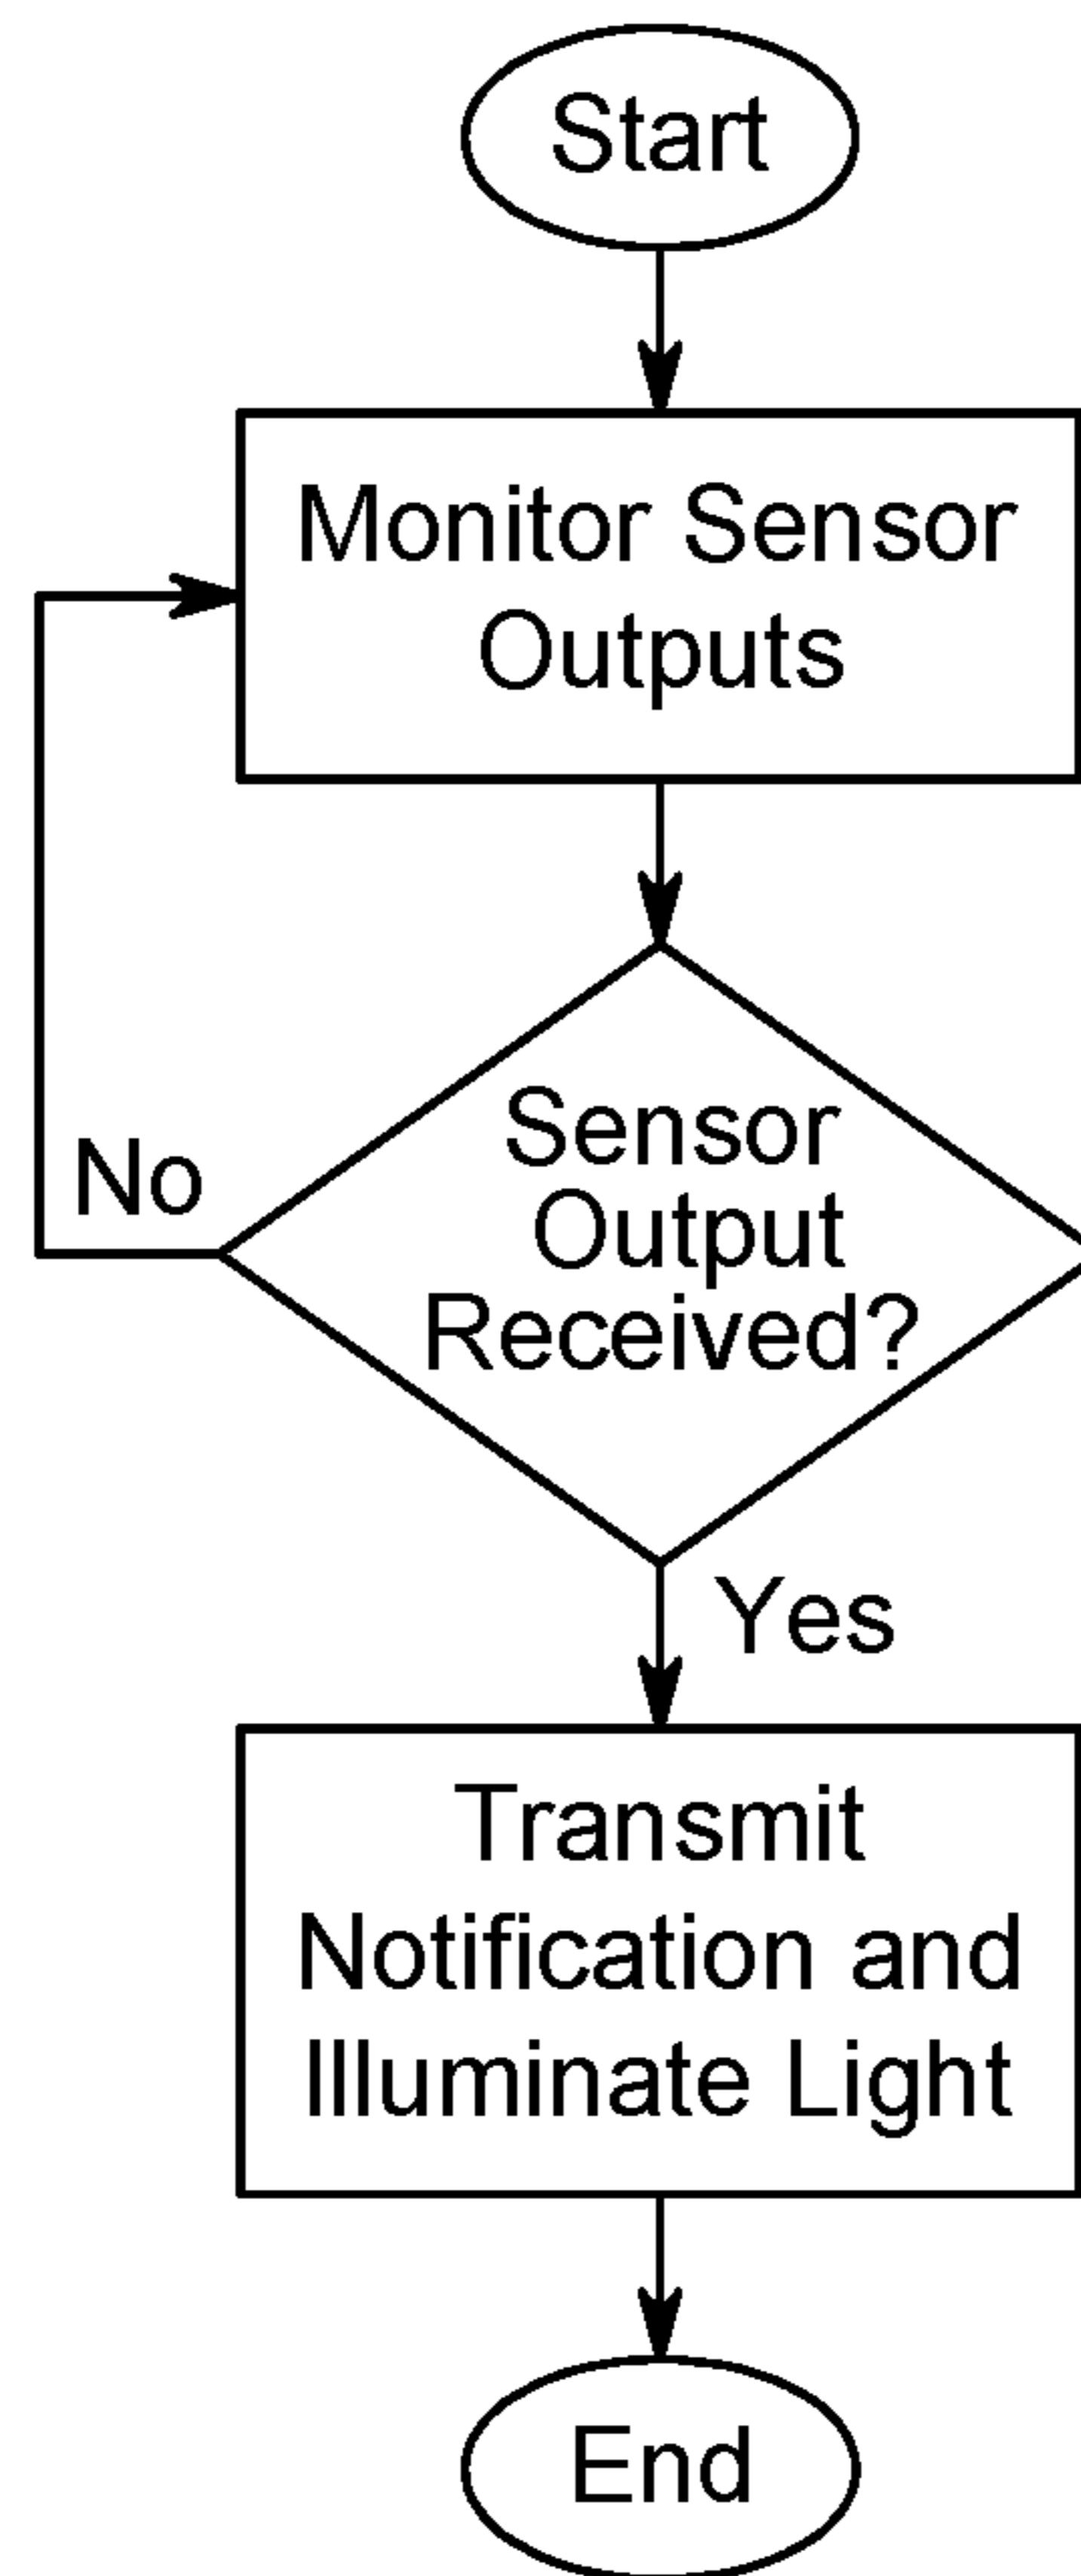 Start
Monitor Sensor
Outputs
Sensor
Output
Received?
No
Yes
Transmit
Notification and
Illuminate Light
End